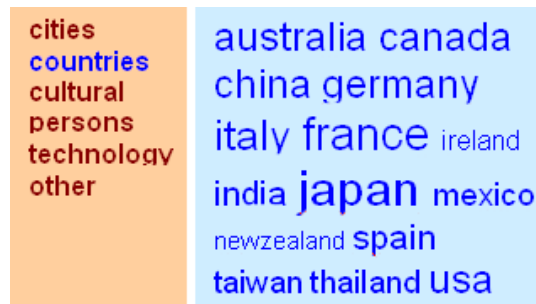 cities
countries
cultural
persons
technology
other
australia canada
china germany
italy france ireland
india japan mexico
newzealand spain
taiwan thailand usa